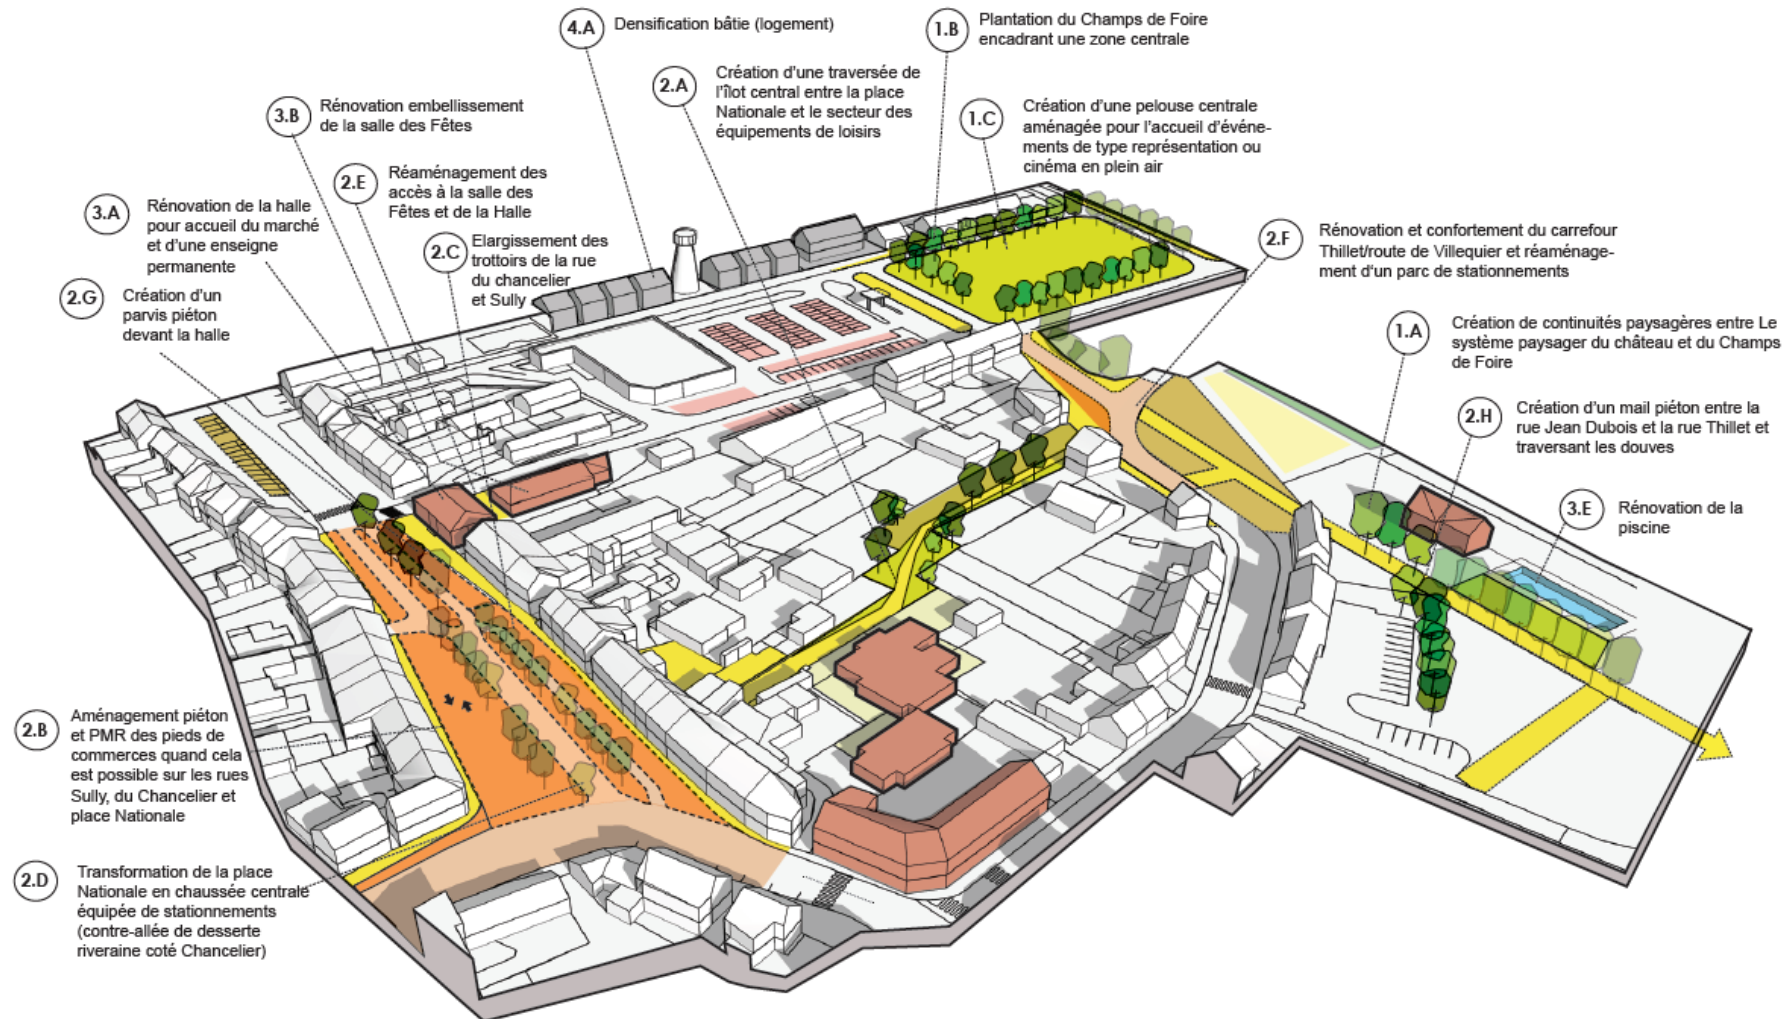 4.A
Densification bâtie (logement)
1.B
Plantation du Champs de Foire
encadrant une zone centrale
2.A
Création d'une traversée de
l'îlot central entre la place
Nationale et le secteur des
équipements de loisirs
3.B
Rénovation embellissement
de la salle des Fêtes
1.C
Création d'une pelouse centrale
aménagée pour l'accueil d'événe-
ments de type représentation ou
cinéma en plein air
2.E
Réaménagement des
accès à la salle des
Fêtes et de la Halle
3.A
Rénovation de la halle
pour accueil du marché
et d'une enseigne
permanente
2.C
Elargissement des
trottoirs de la rue
du chancelier
et Sully
2.F
Rénovation et confortement du carrefour
Thillet/route de Villequier et réaménage-
ment d'un parc de stationnements
2.G
Création d'un
parvis piéton
devant la halle
1.A
Création de continuités paysagères entre Le
système paysager du château et du Champs
de Foire
2.H
Création d'un mail piéton entre la
rue Jean Dubois et la rue Thillet et
traversant les douves
3.E
Rénovation de la
piscine
2.B
Aménagement piéton
et PMR des pieds de
commerces quand cela
est possible sur les rues
Sully, du Chancelier et
place Nationale
2.D
Transformation de la place
Nationale en chaussée centrale
équipée de stationnements
(contre-allée de desserte
riveraine coté Chancelier)